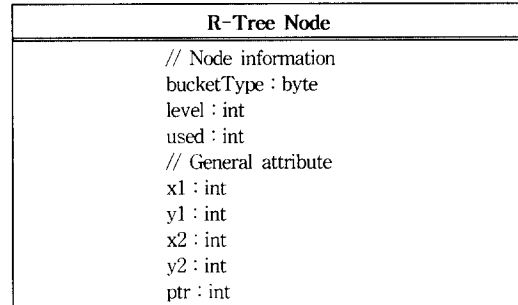 R-Tree Node
// Node information
bucketType : byte
level : int
used : int
// General attribute
x1 : int
y1 : int
x2 : int
y2 : int
ptr : int